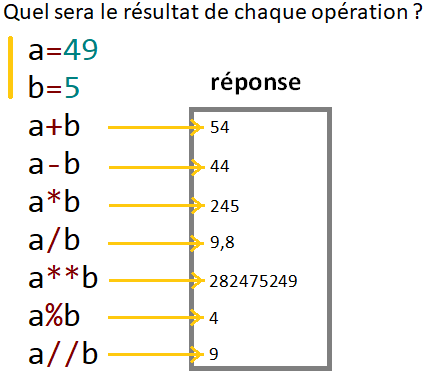 Quel sera le résultat de chaque opération ?
a=49
b=5
réponse
a+b 54
a-b 44
a*b 245
a/b 9,8
a**b 282475249
a%b 4
a//b 9